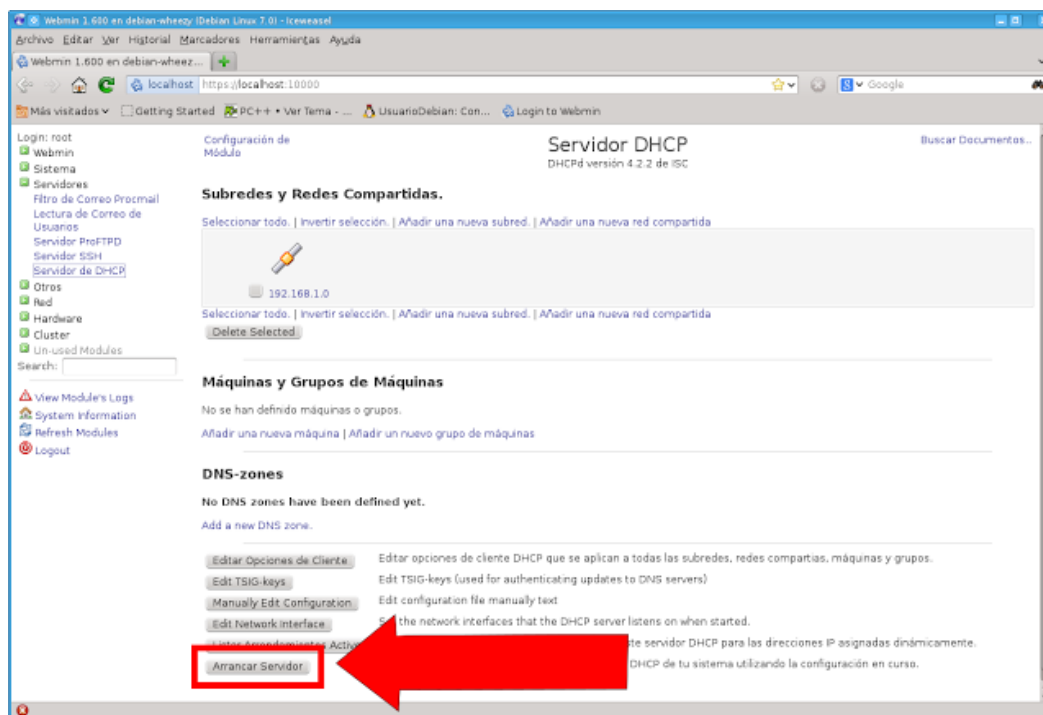 Webmin 1.600 en debian-wheezy (Debian Linux 7.0) - Iceweasel
Archivo Editar Ver Historial Marcadores Herramientas Ayuda
Webmin 1.600 en debian-wheez...
localhost https://localhost:10000
Google
Más visitados
Getting Started
PC++ • Ver Tema - ...
UsuarioDebian: Con...
Login to Webmin
Login: root
Webmin
Sistema
Servidores
Filtro de Correo Procmail
Lectura de Correo de
Usuarios
Servidor ProFTPD
Servidor SSH
Servidor de DHCP
Otros
Red
Hardware
Cluster
Un-used Modules
Search:
View Module's Logs
System Information
Refresh Modules
Logout
Configuración de
Módulo
Servidor DHCP
DHCPd versión 4.2.2 de ISC
Buscar Documentos..
Subredes y Redes Compartidas.
Seleccionar todo. | Invertir selección. | Añadir una nueva subred. | Añadir una nueva red compartida
192.168.1.0
Seleccionar todo. | Invertir selección. | Añadir una nueva subred. | Añadir una nueva red compartida
Delete Selected
Máquinas y Grupos de Máquinas
No se han definido máquinas o grupos.
Añadir una nueva máquina | Añadir un nuevo grupo de máquinas
DNS-zones
No DNS zones have been defined yet.
Add a new DNS zone.
Editar Opciones de Cliente
Editar opciones de cliente DHCP que se aplican a todas las subredes, redes compartias, máquinas y grupos.
Edit TSIG-keys
Edit TSIG-keys (used for authenticating updates to DNS servers)
Manually Edit Configuration
Edit configuration file manually text
Edit Network Interface
the network interfaces that the DHCP server listens on when started.
Listar Arrendamientos
servidor DHCP para las direcciones IP asignadas dinámicamente.
Arrancar Servidor
DHCP de tu sistema utilizando la configuración en curso.